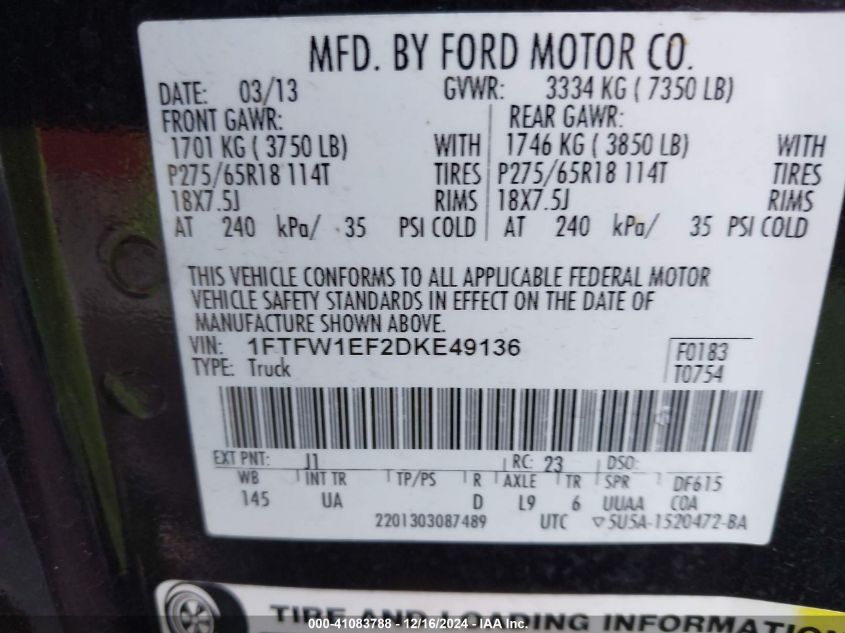 MFD. BY FORD MOTOR CO.
DATE: 03/13 GVWR: 3334 KG ( 7350 LB)
FRONT GAWR: REAR GAWR:
1701 KG ( 3750 LB) WITH 1746 KG ( 3850 LB) WITH
P275/65R18 114T TIRES P275/65R18 114T TIRES
18X7.5J RIMS 18X7.5J RIMS
AT 240 kPa/ 35 PSI COLD AT 240 kPa/ 35 PSI COLD
THIS VEHICLE CONFORMS TO ALL APPLICABLE FEDERAL MOTOR
VEHICLE SAFETY STANDARDS IN EFFECT ON THE DATE OF
MANUFACTURE SHOWN ABOVE.
VIN: 1FTFW1EF2DKE49136 F0183
TYPE: Truck T0754
EXT PNT: J1 RC: 23 DSO:
WB INT TR TP/PS R AXLE TR SPR DF615
145 UA D L9 6 UUAA COA
2201303087489 UTC ▽5U5A-1520472-BA
TIRE AND LOADING INFORMATION
000-41083788 - 12/16/2024 - IAA Inc.